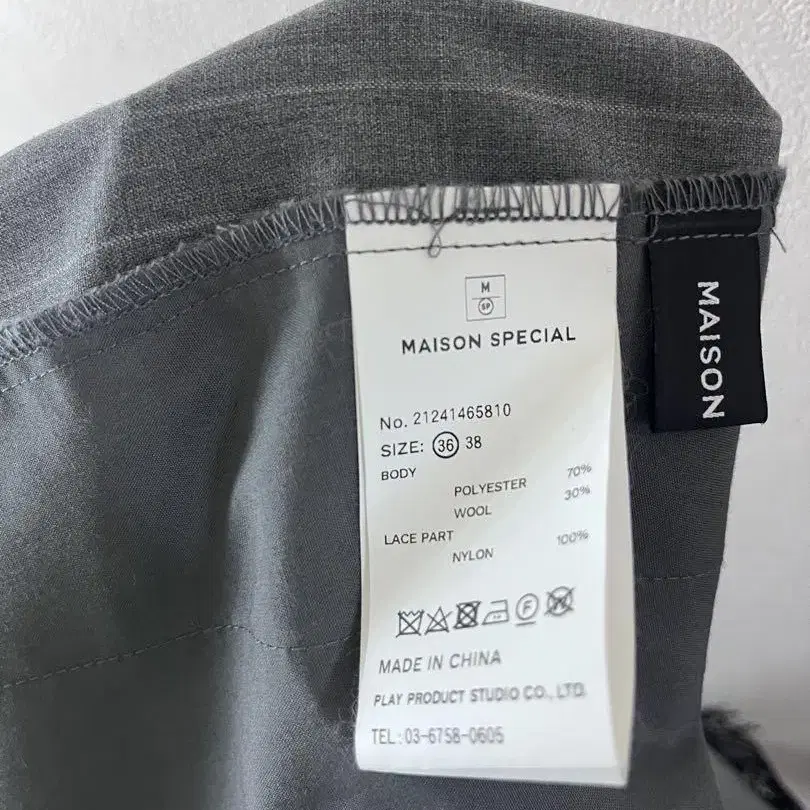 M
SP
MAISON SPECIAL
No. 21241465810
SIZE: 36 38
BODY
POLYESTER 70%
WOOL 30%
LACE PART
NYLON 100%
F
MADE IN CHINA
PLAY PRODUCT STUDIO CO., LTD.
TEL:03-6758-0605
MAISON